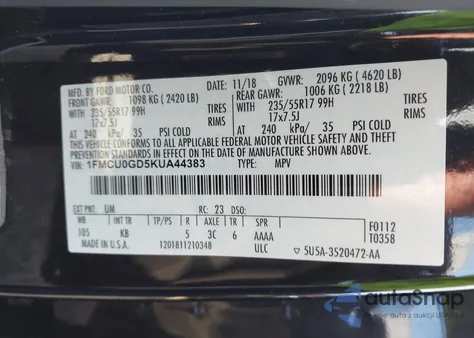 MFD. BY FORD MOTOR CO.
11/18 GVWR: 2096 KG ( 4620 LB)
FRONT GAWR: 1098 KG ( 2420 LB) REAR GAWR: 1006 KG ( 2218 LB)
235/55R17 99H TIRES 235/55R17 99H TIRES
17x7.5J RIMS 17x7.5J RIMS
AT 240 kPa/ 35 PSI COLD AT 240 kPa/ 35 PSI COLD
THIS VEHICLE CONFORMS TO ALL APPLICABLE FEDERAL MOTOR VEHICLE SAFETY AND THEFT PREVENTION STANDARDS IN EFFECT ON THE DATE OF MANUFACTURE SHOWN ABOVE.
VIN: 1FMCU0GD5KUA44383 TYPE: MPV
EXT PNT: UM RC: 23 DSO:
WB INT TR TP/PS R AXLE TR SPR
105 KB 5 3C 6 AAAA F0112
T0358
MADE IN U.S.A. 1201811210348 ULC 5U5A-3520472-AA
autoSnap